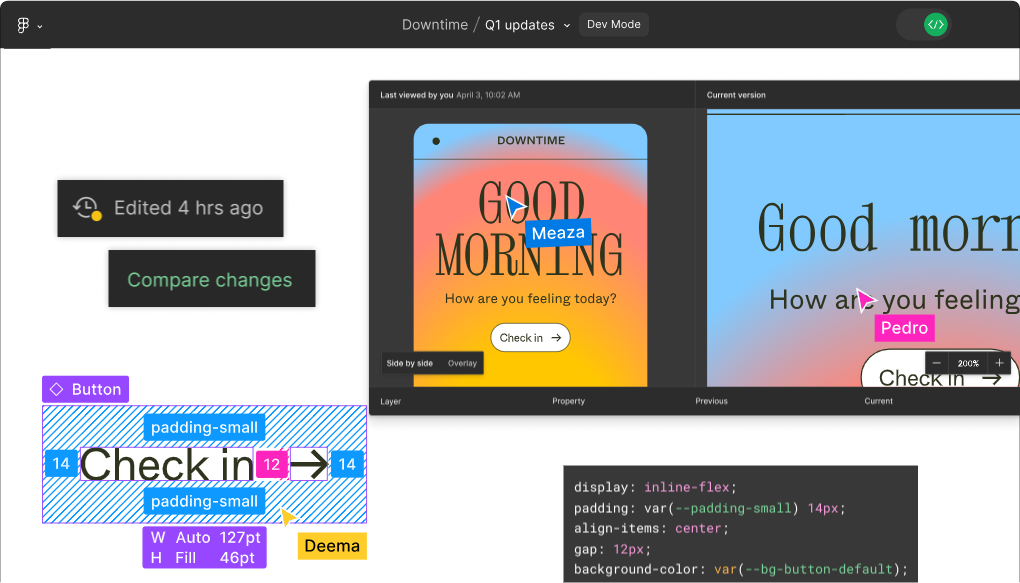 Downtime / Q1 updates
Dev Mode
Last viewed by you April 3, 10:02 AM
Current version
DOWNTIME
GOOD
MORNING
Meaza
How are you feeling today?
Check in →
Side by side Overlay
Good morn
How are you feeling
Pedro
Check in →
− 200% +
Layer Property Previous Current
Edited 4 hrs ago
Compare changes
Button
padding-small
14 Check in 12 → 14
padding-small
W Auto 127pt
H Fill 46pt
Deema
display: inline-flex;
padding: var(--padding-small) 14px;
align-items: center;
gap: 12px;
background-color: var(--bg-button-default);